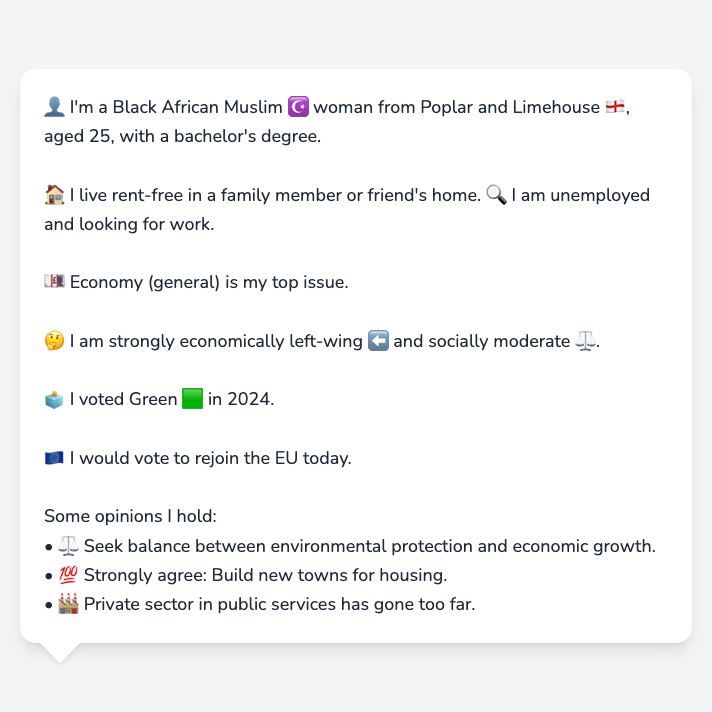 👤 I'm a Black African Muslim ☪️ woman from Poplar and Limehouse 🏴󠁧󠁢󠁥󠁮󠁧󠁿,
aged 25, with a bachelor's degree.
🏠 I live rent-free in a family member or friend's home. 🔍 I am unemployed
and looking for work.
💷 Economy (general) is my top issue.
🤔 I am strongly economically left-wing ⬅️ and socially moderate ⚖️.
🗳️ I voted Green 🟩 in 2024.
🇪🇺 I would vote to rejoin the EU today.
Some opinions I hold:
• ⚖️ Seek balance between environmental protection and economic growth.
• 💯 Strongly agree: Build new towns for housing.
• 🏭 Private sector in public services has gone too far.